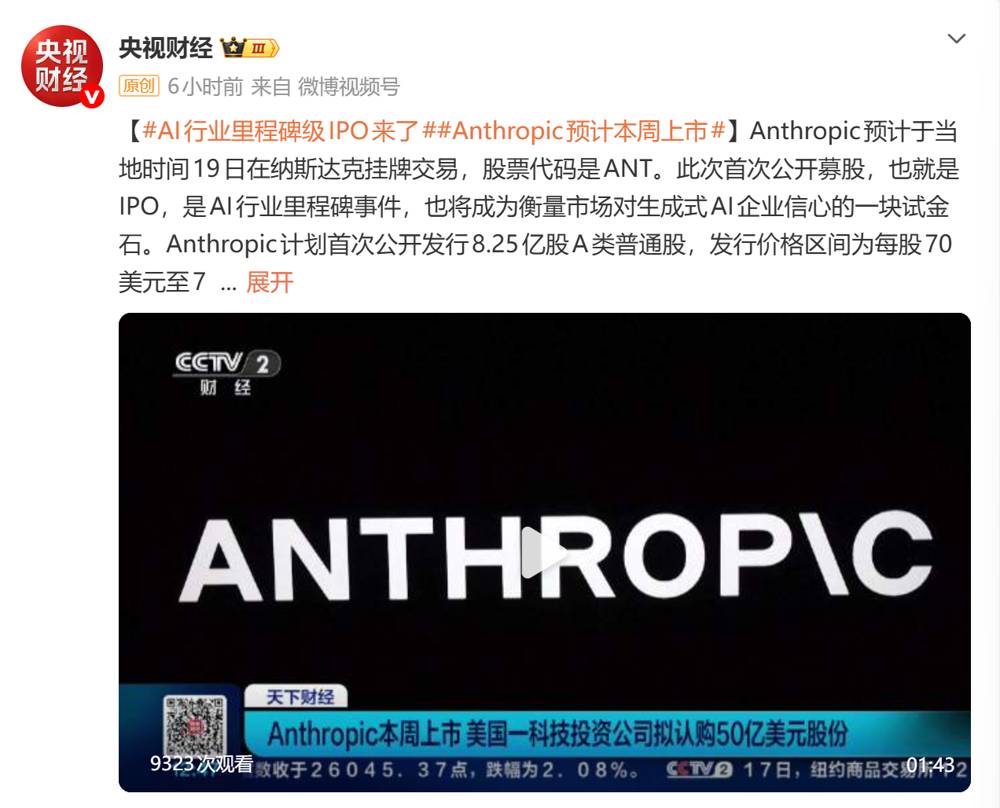 央视
财经
央视财经 III
原创 6小时前 来自 微博视频号
【#AI行业里程碑级IPO来了##Anthropic预计本周上市#】Anthropic预计于当
地时间19日在纳斯达克挂牌交易，股票代码是ANT。此次首次公开募股，也就是
IPO，是AI行业里程碑事件，也将成为衡量市场对生成式AI企业信心的一块试金
石。Anthropic计划首次公开发行8.25亿股A类普通股，发行价格区间为每股70
美元至7 ... 展开
CCTV 2
财 经
ANTHROP\C
天下财经
Anthropic本周上市 美国一科技投资公司拟认购50亿美元股份
9323次观看
数收于26045.37点，跌幅为2.08%。 CCTV2 17日，纽约商品交易所
01:43